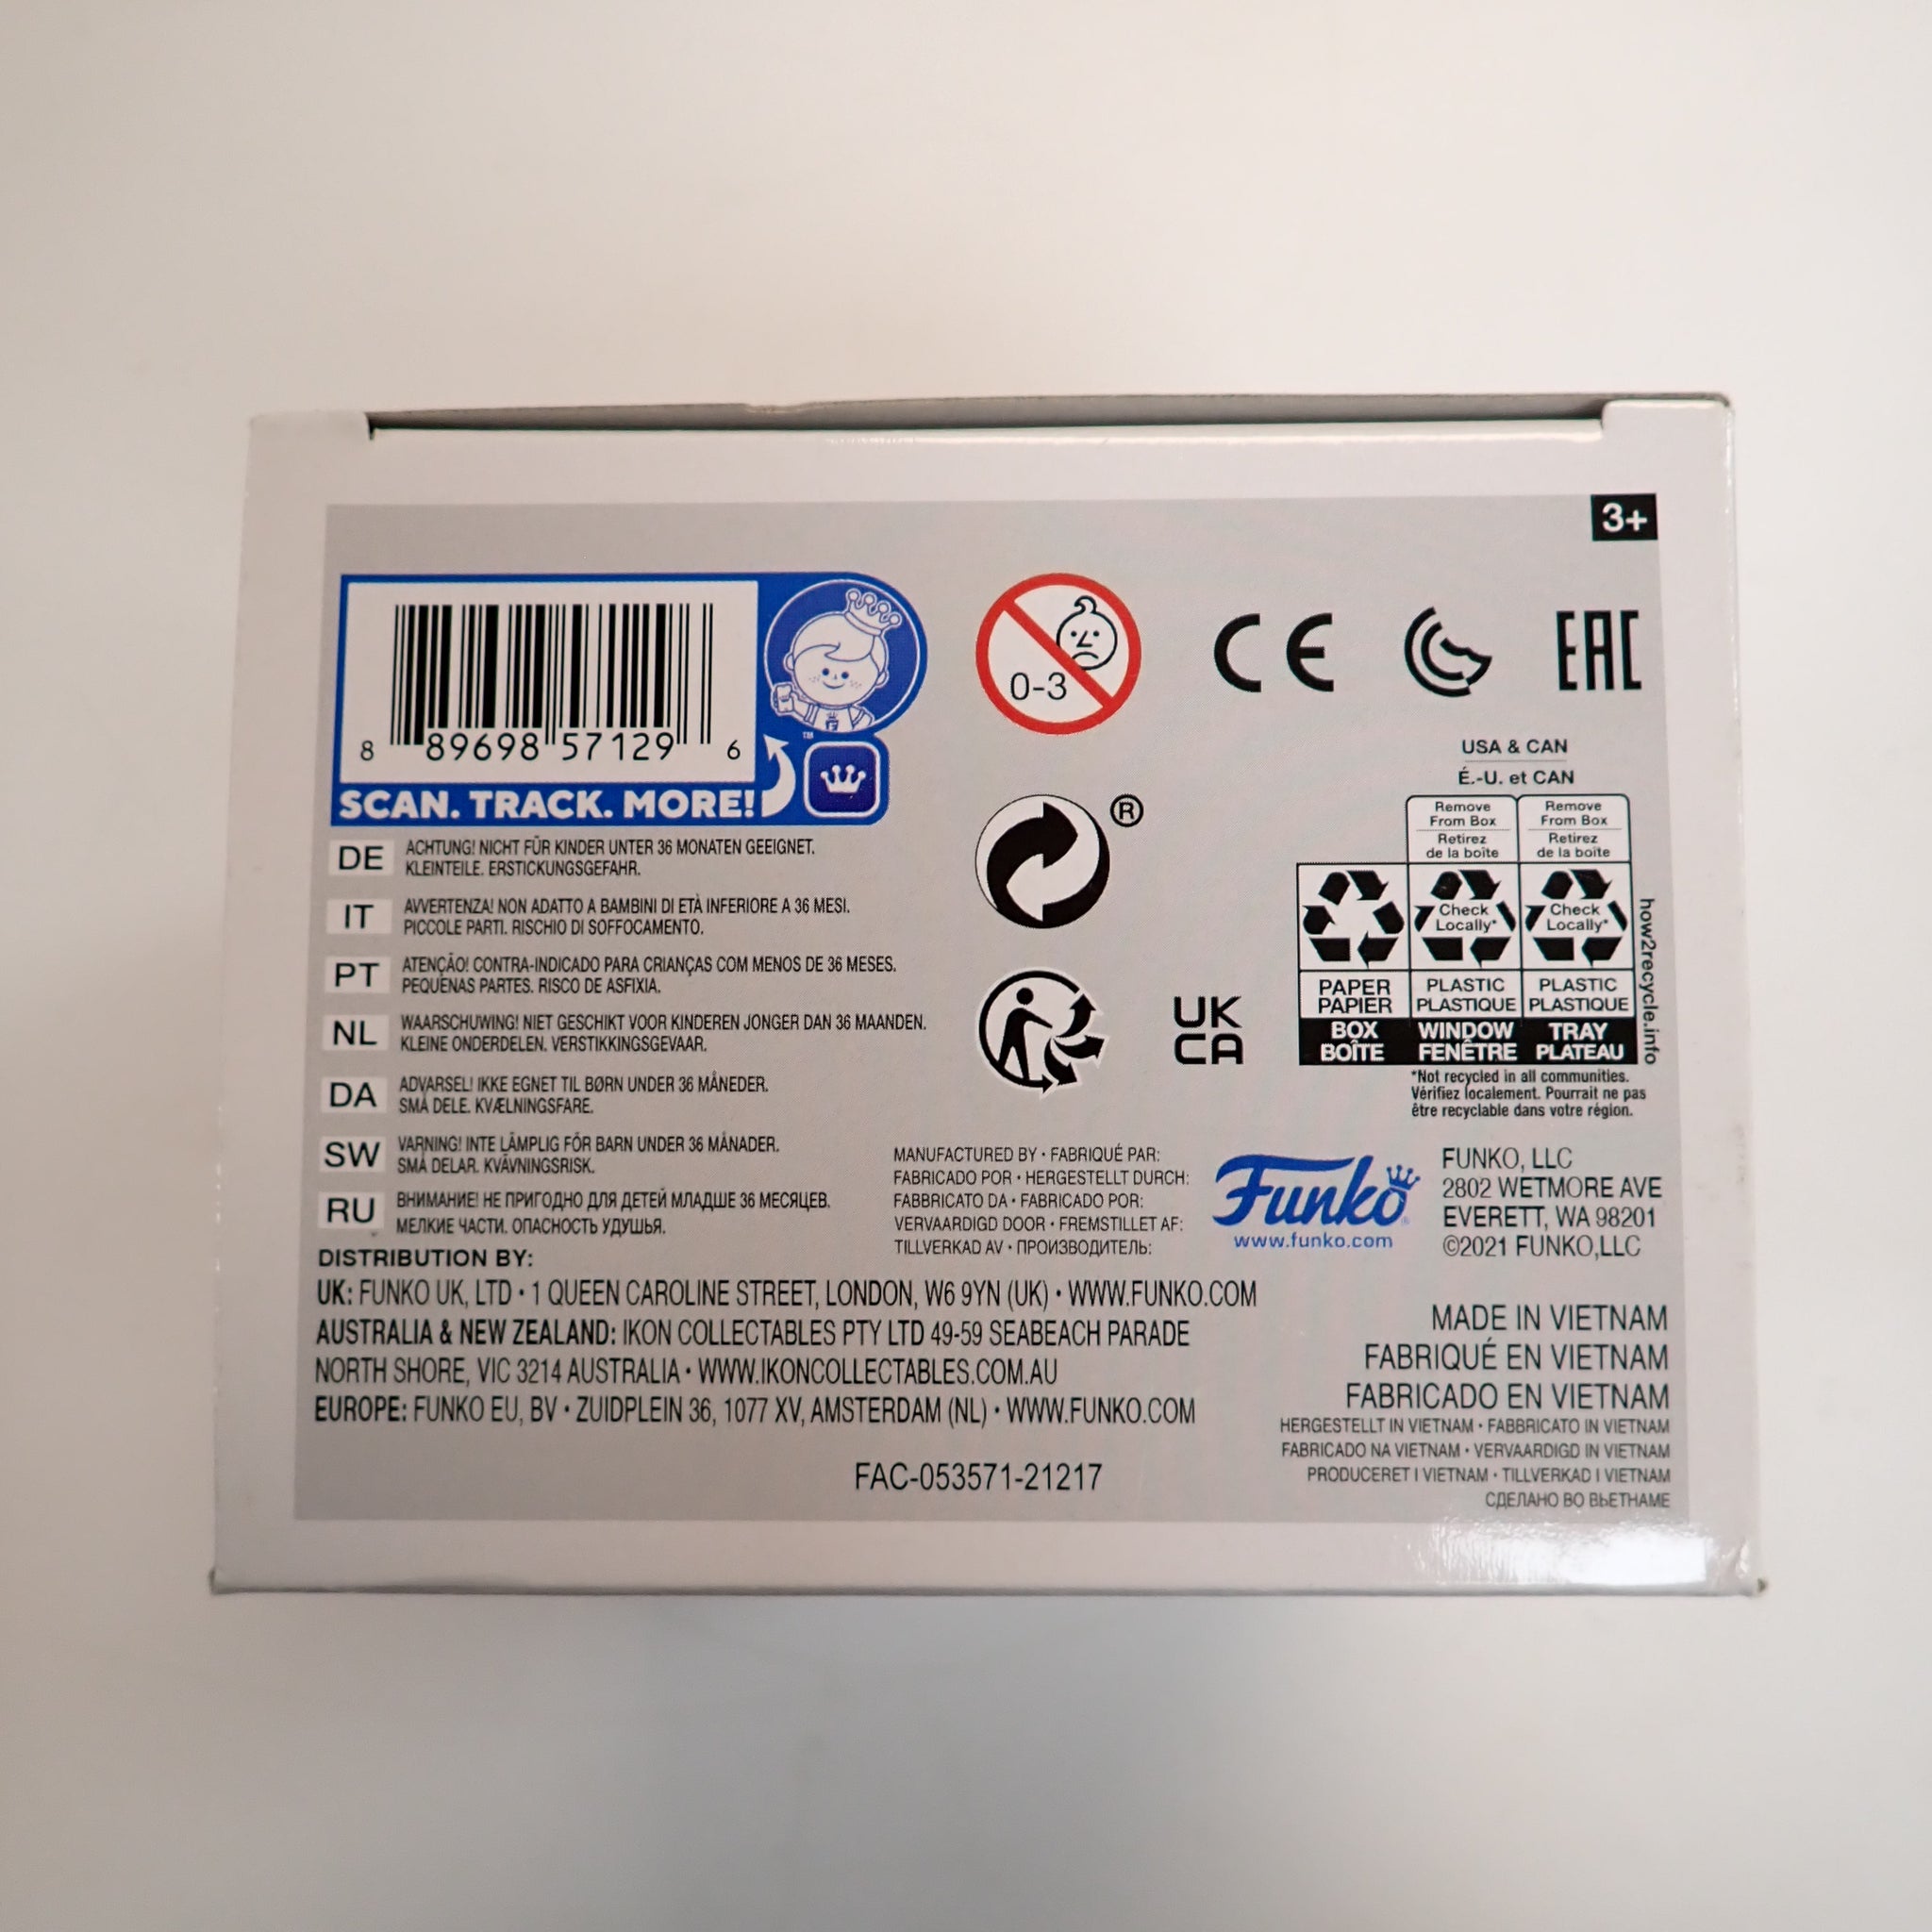 3+
8 89698 57129 6
™
SCAN. TRACK. MORE!
0-3
CE
EAC
®
UK
CA
USA & CAN
É.-U. et CAN
Remove
From Box
Retirez
de la boîte
Remove
From Box
Retirez
de la boîte
Check
Locally*
Check
Locally*
PAPER
PAPIER
PLASTIC
PLASTIQUE
PLASTIC
PLASTIQUE
BOX
BOÎTE
WINDOW
FENÊTRE
TRAY
PLATEAU
how2recycle.info
*Not recycled in all communities.
Vérifiez localement. Pourrait ne pas
être recyclable dans votre région.
DE
ACHTUNG! NICHT FÜR KINDER UNTER 36 MONATEN GEEIGNET.
KLEINTEILE. ERSTICKUNGSGEFAHR.
IT
AVVERTENZA! NON ADATTO A BAMBINI DI ETÀ INFERIORE A 36 MESI.
PICCOLE PARTI. RISCHIO DI SOFFOCAMENTO.
PT
ATENÇÃO! CONTRA-INDICADO PARA CRIANÇAS COM MENOS DE 36 MESES.
PEQUENAS PARTES. RISCO DE ASFIXIA.
NL
WAARSCHUWING! NIET GESCHIKT VOOR KINDEREN JONGER DAN 36 MAANDEN.
KLEINE ONDERDELEN. VERSTIKKINGSGEVAAR.
DA
ADVARSEL! IKKE EGNET TIL BØRN UNDER 36 MÅNEDER.
SMÅ DELE. KVÆLNINGSFARE.
SW
VARNING! INTE LÄMPLIG FÖR BARN UNDER 36 MÅNADER.
SMÅ DELAR. KVÄVNINGSRISK.
RU
ВНИМАНИЕ! НЕ ПРИГОДНО ДЛЯ ДЕТЕЙ МЛАДШЕ 36 МЕСЯЦЕВ.
МЕЛКИЕ ЧАСТИ. ОПАСНОСТЬ УДУШЬЯ.
MANUFACTURED BY • FABRIQUÉ PAR:
FABRICADO POR • HERGESTELLT DURCH:
FABBRICATO DA • FABRICADO POR:
VERVAARDIGD DOOR • FREMSTILLET AF:
TILLVERKAD AV • ПРОИЗВОДИТЕЛЬ:
Funko
www.funko.com
FUNKO, LLC
2802 WETMORE AVE
EVERETT, WA 98201
©2021 FUNKO,LLC
DISTRIBUTION BY:
UK: FUNKO UK, LTD • 1 QUEEN CAROLINE STREET, LONDON, W6 9YN (UK) • WWW.FUNKO.COM
AUSTRALIA & NEW ZEALAND: IKON COLLECTABLES PTY LTD 49-59 SEABEACH PARADE
NORTH SHORE, VIC 3214 AUSTRALIA • WWW.IKONCOLLECTABLES.COM.AU
EUROPE: FUNKO EU, BV • ZUIDPLEIN 36, 1077 XV, AMSTERDAM (NL) • WWW.FUNKO.COM
MADE IN VIETNAM
FABRIQUÉ EN VIETNAM
FABRICADO EN VIETNAM
HERGESTELLT IN VIETNAM • FABBRICATO IN VIETNAM
FABRICADO NA VIETNAM • VERVAARDIGD IN VIETNAM
PRODUCERET I VIETNAM • TILLVERKAD I VIETNAM
СДЕЛАНО ВО ВЬЕТНАМЕ
FAC-053571-21217